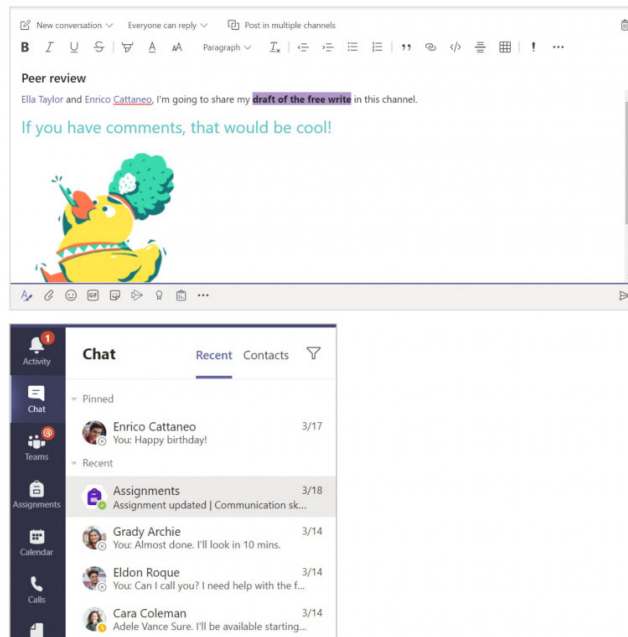 New conversation Everyone can reply Post in multiple channels
B I U S A AA Paragraph Tx
Peer review
Ella Taylor and Enrico Cattaneo, I'm going to share my draft of the free write in this channel.
If you have comments, that would be cool!
GIF
1
Activity
Chat
Teams
Assignments
Calendar
Calls
Chat Recent Contacts
Pinned
Enrico Cattaneo 3/17
You: Happy birthday!
Recent
Assignments 3/18
Assignment updated | Communication sk...
Grady Archie 3/14
You: Almost done. I'll look in 10 mins.
Eldon Roque 3/14
You: Can I call you? I need help with the f...
Cara Coleman 3/14
Adele Vance Sure. I'll be available starting...